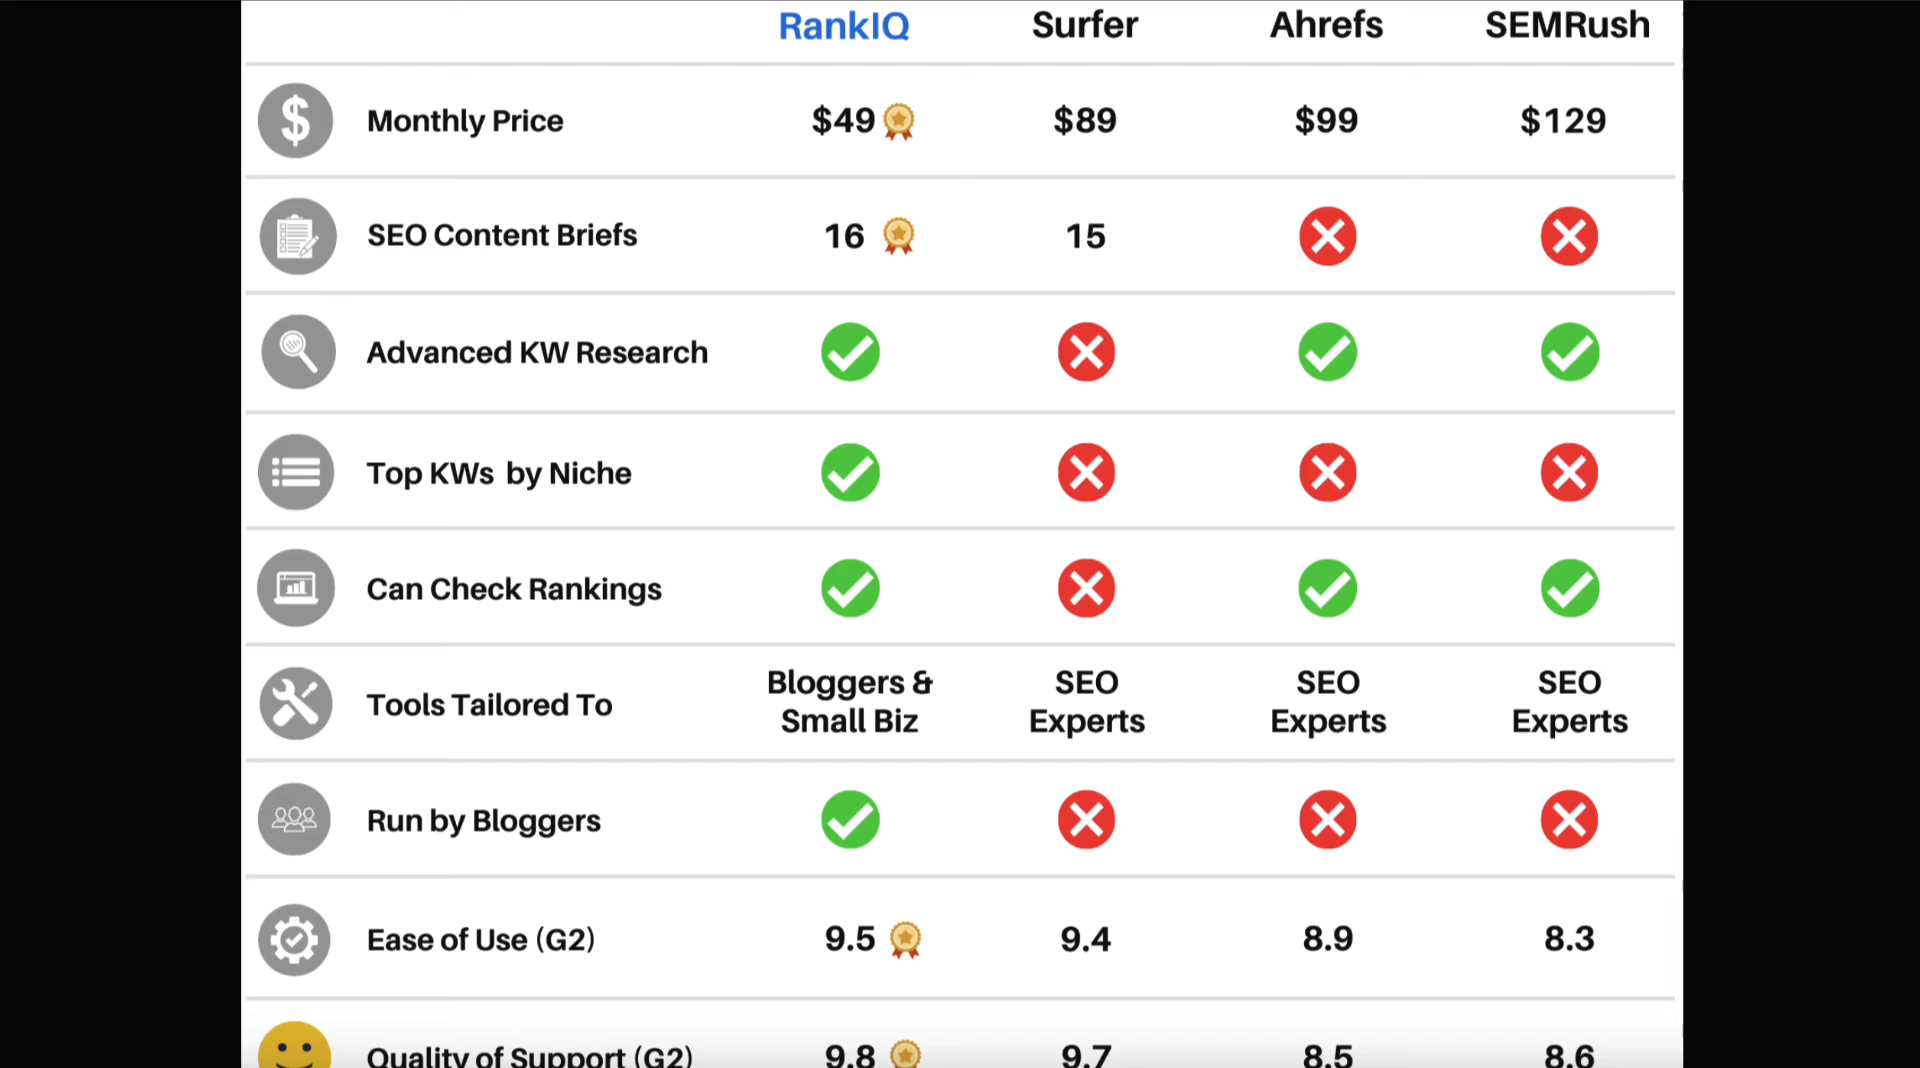 RankIQ Surfer Ahrefs SEMRush
Monthly Price $49 $89 $99 $129
SEO Content Briefs 16 15
Advanced KW Research
Top KWs by Niche
Can Check Rankings
Tools Tailored To Bloggers & Small Biz SEO Experts SEO Experts SEO Experts
Run by Bloggers
Ease of Use (G2) 9.5 9.4 8.9 8.3
Quality of Support (G2) 9.8 9.7 8.5 8.6